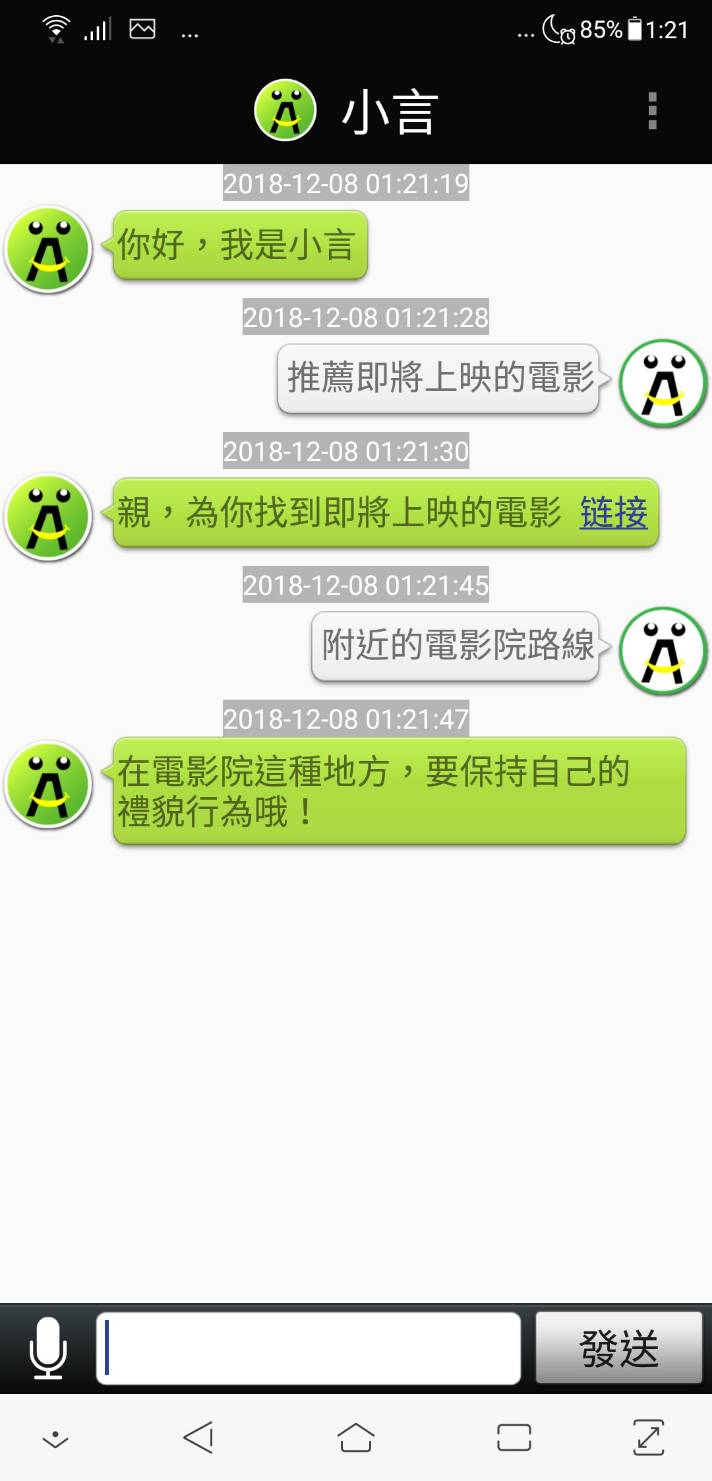 ... ... 85% 1:21
小言
2018-12-08 01:21:19
你好，我是小言
2018-12-08 01:21:28
推薦即將上映的電影
2018-12-08 01:21:30
親，為你找到即將上映的電影 链接
2018-12-08 01:21:45
附近的電影院路線
2018-12-08 01:21:47
在電影院這種地方，要保持自己的
禮貌行為哦！
發送